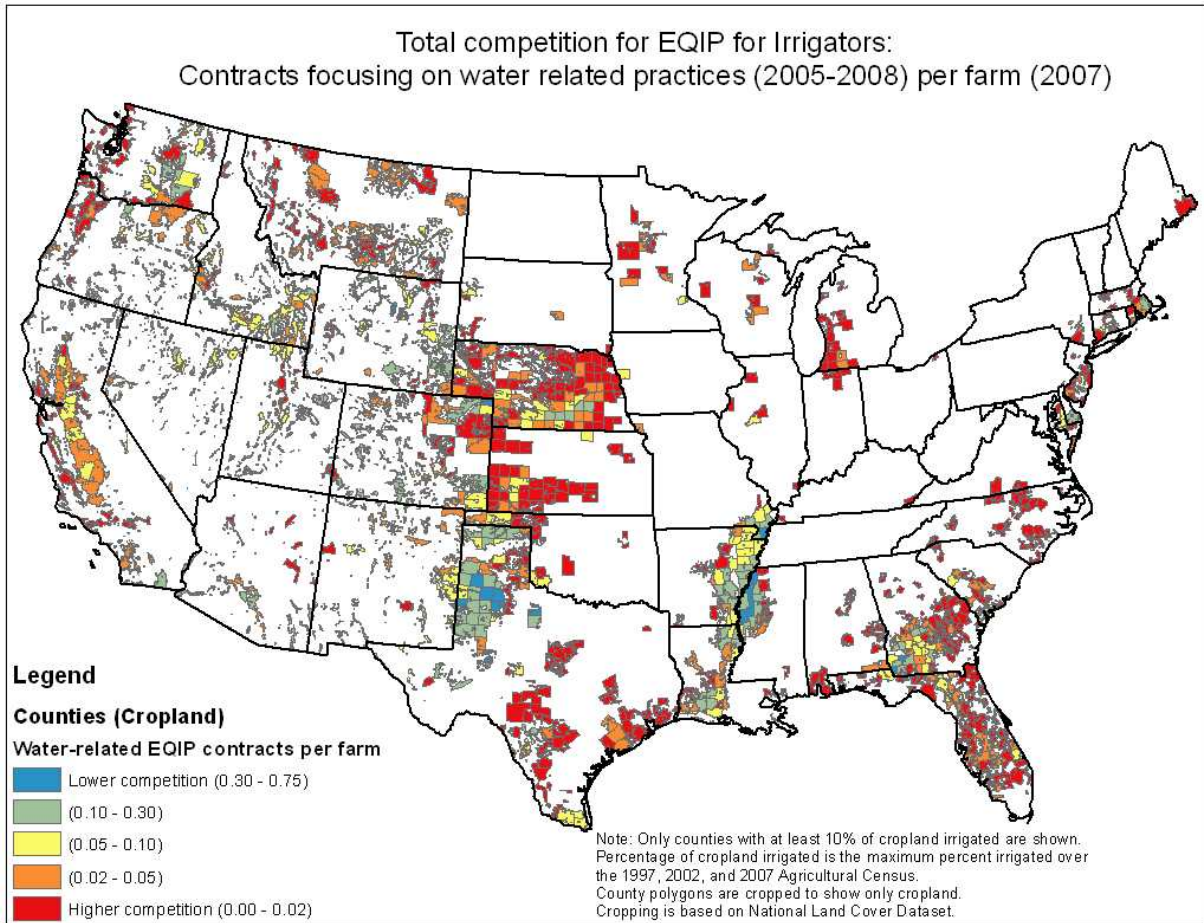 Total competition for EQIP for Irrigators:
Contracts focusing on water related practices (2005-2008) per farm (2007)
Legend
Counties (Cropland)
Water-related EQIP contracts per farm
Lower competition (0.30 - 0.75)
(0.10 - 0.30)
(0.05 - 0.10)
(0.02 - 0.05)
Higher competition (0.00 - 0.02)
Note: Only counties with at least 10% of cropland irrigated are shown.
Percentage of cropland irrigated is the maximum percent irrigated over
the 1997, 2002, and 2007 Agricultural Census.
County polygons are cropped to show only cropland.
Cropping is based on National Land Cover Dataset.